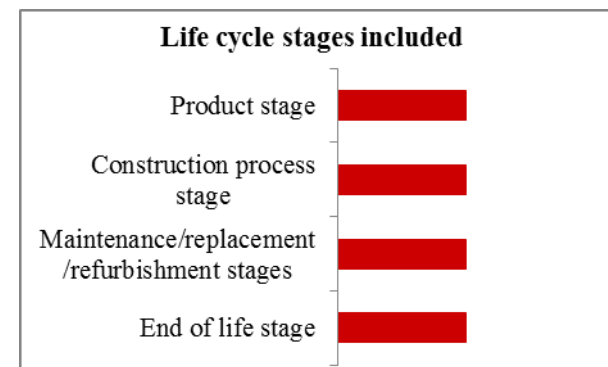 Life cycle stages included
Product stage
Construction process
stage
Maintenance/replacement
/refurbishment stages
End of life stage